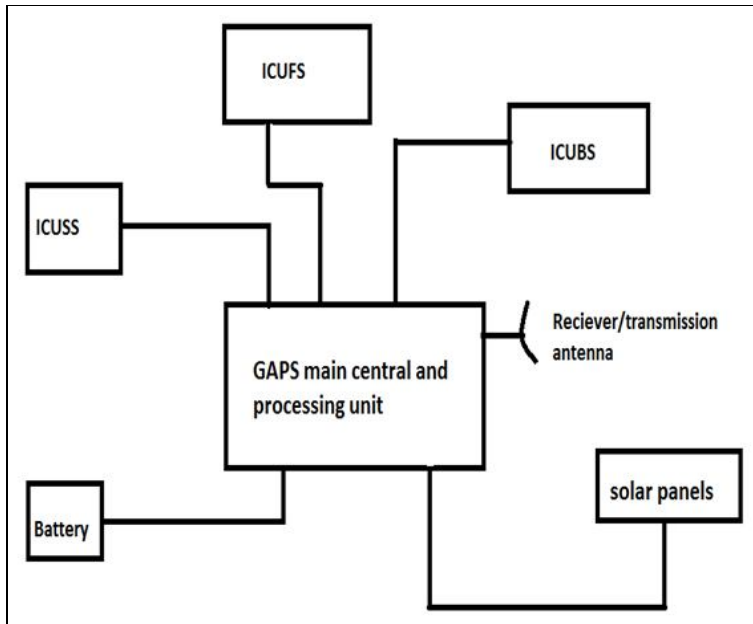 ICUFS
ICUBS
ICUSS
Reciever/transmission
antenna
GAPS main central and
processing unit
solar panels
Battery